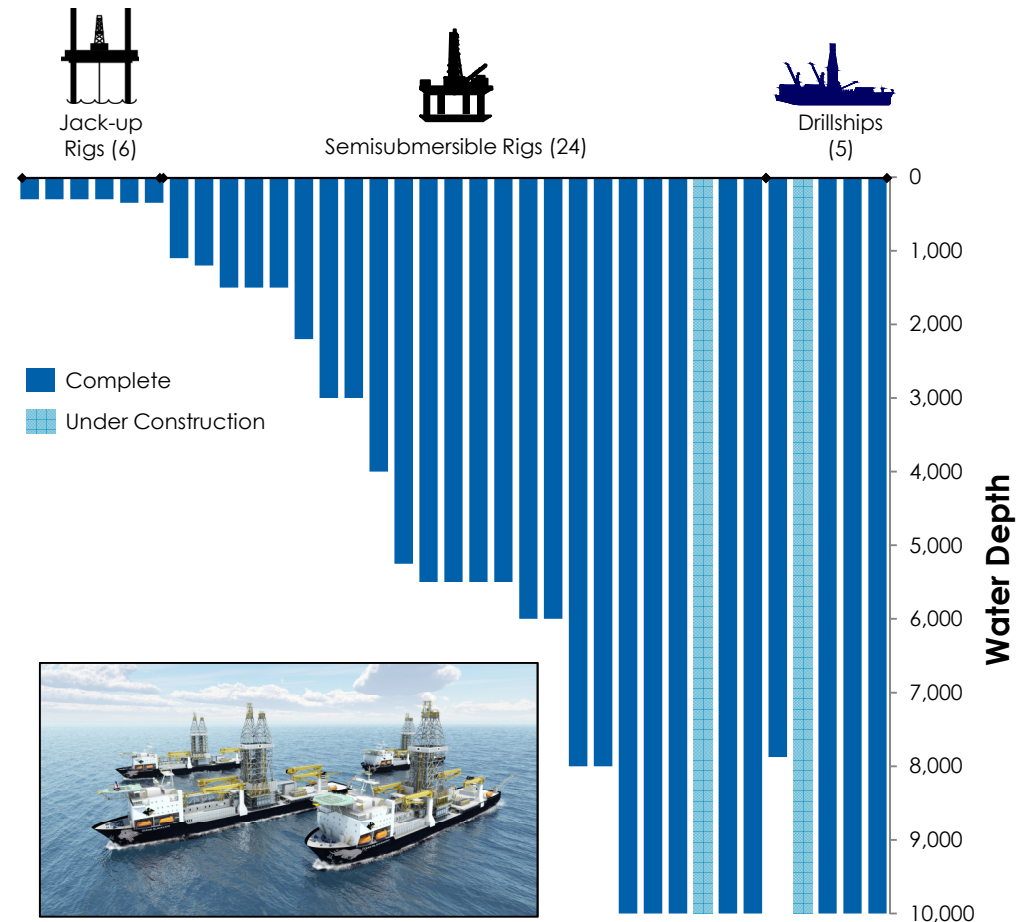 Jack-up
Rigs (6)
Semisubmersible Rigs (24)
Drillships
(5)
0
1,000
2,000
3,000
4,000
5,000
6,000
7,000
8,000
9,000
10,000
Water Depth
Complete
Under Construction